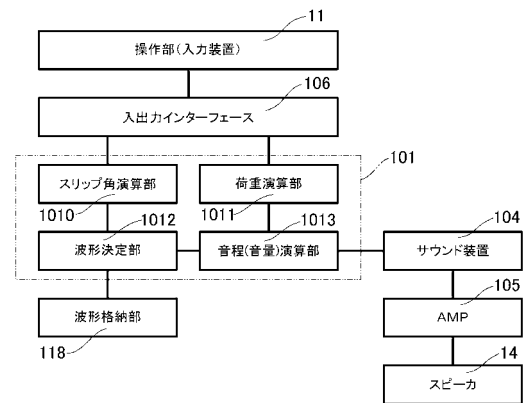 11
操作部(入力装置)
106
入出力インターフェース
101
スリップ角演算部
荷重演算部
1010
1012
1011
1013
104
波形決定部
音程(音量)演算部
サウンド装置
105
波形格納部
AMP
118
14
スピーカ